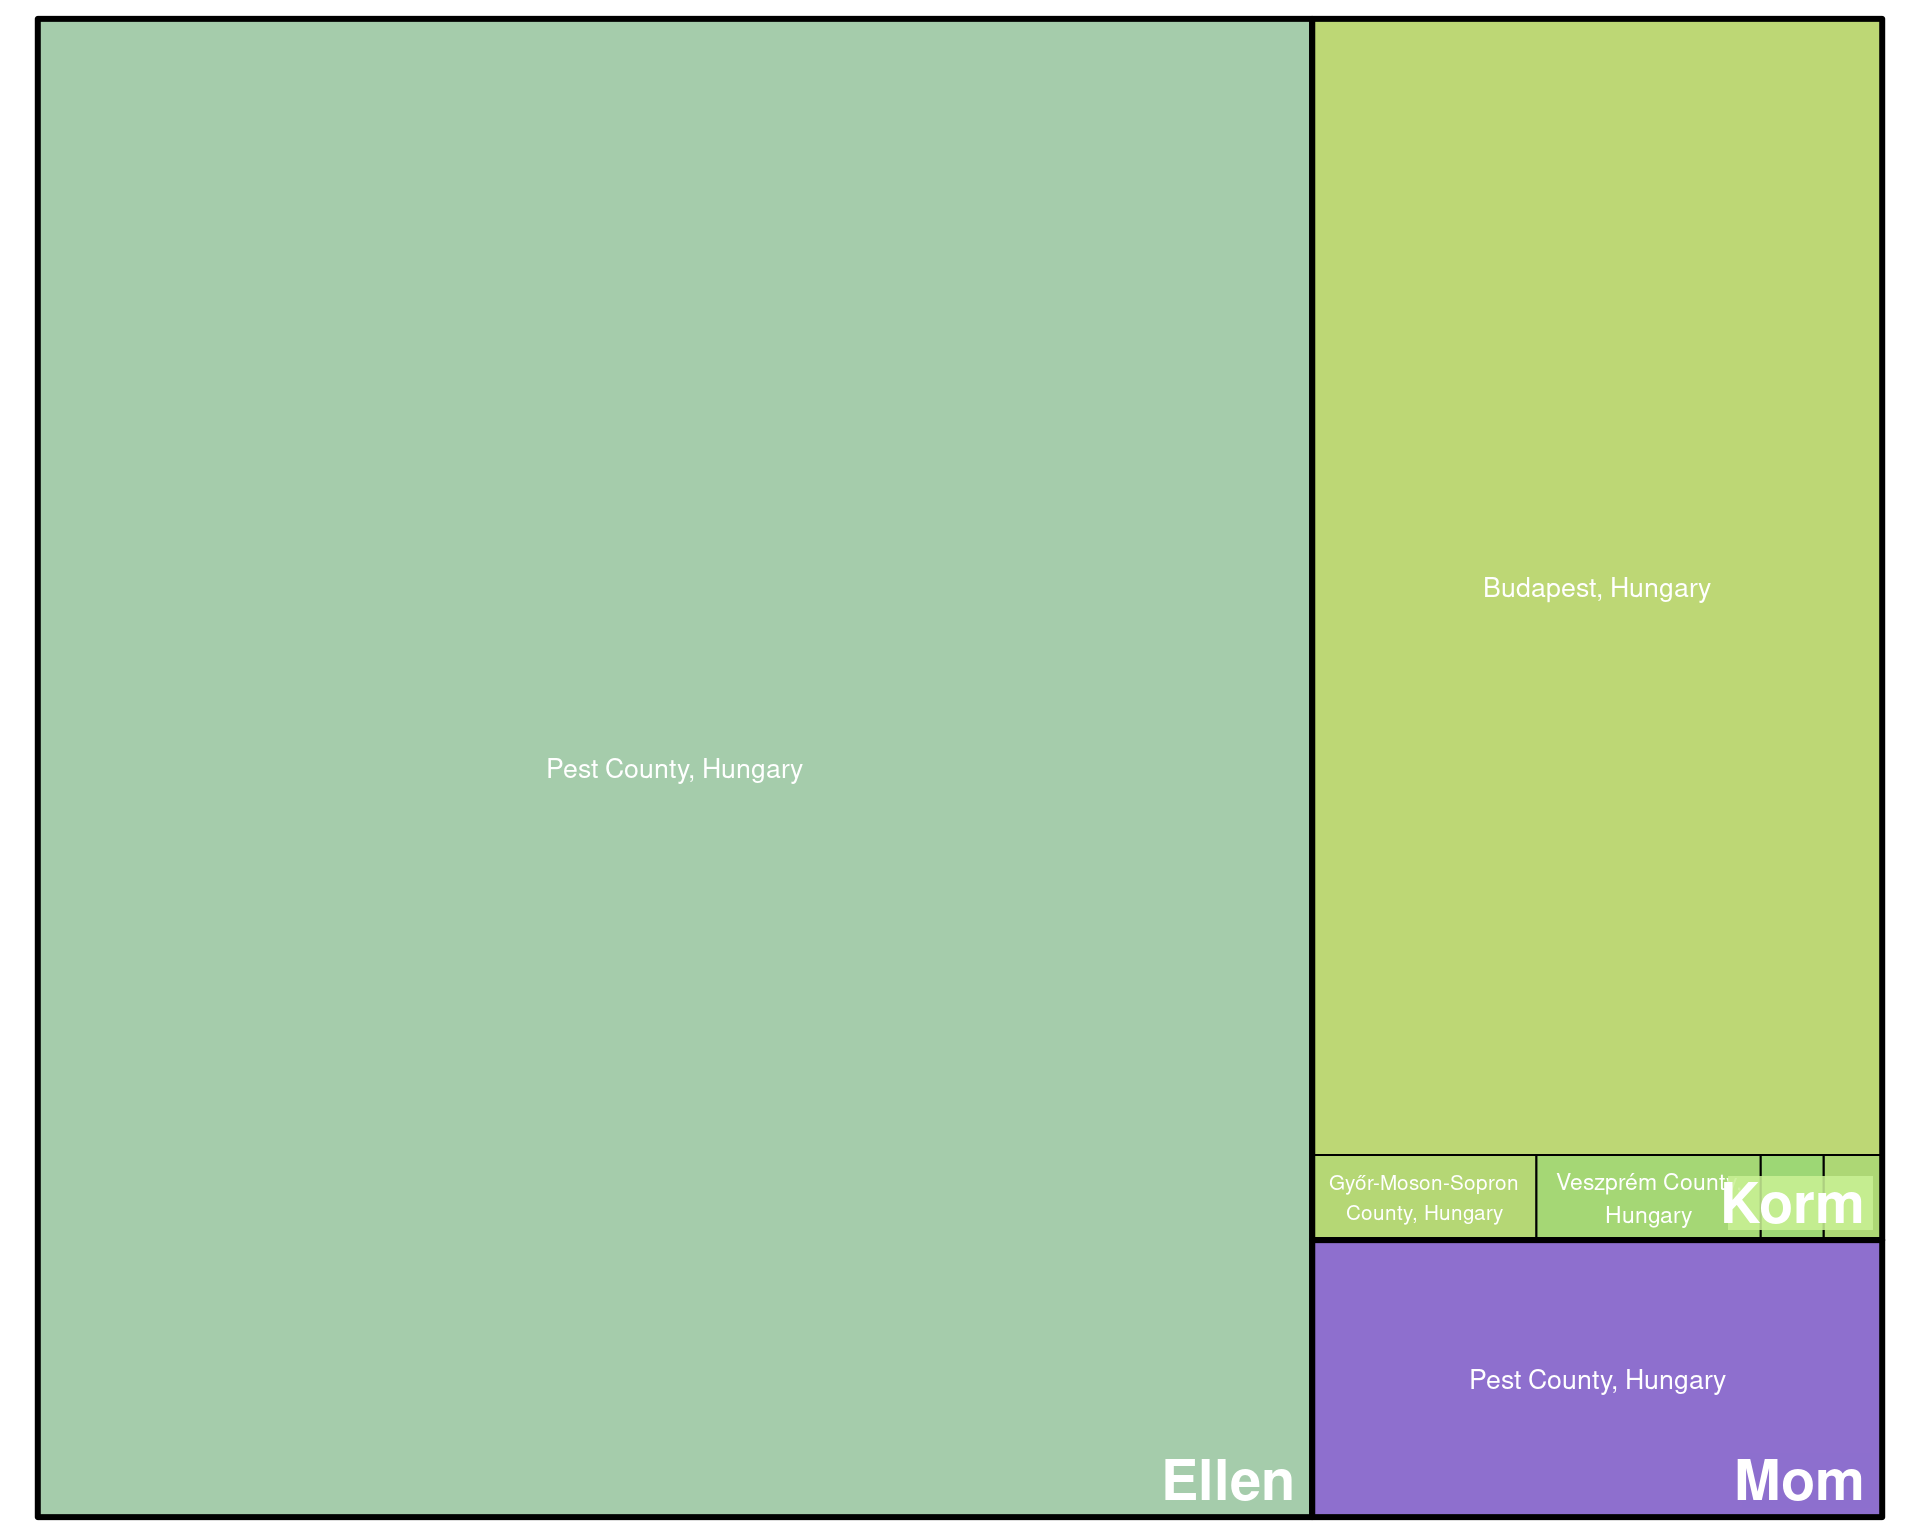 Pest County, Hungary
Ellen
Budapest, Hungary
Győr-Moson-Sopron
County, Hungary
Veszprém Count
Hungary
Korm
Pest County, Hungary
Mom